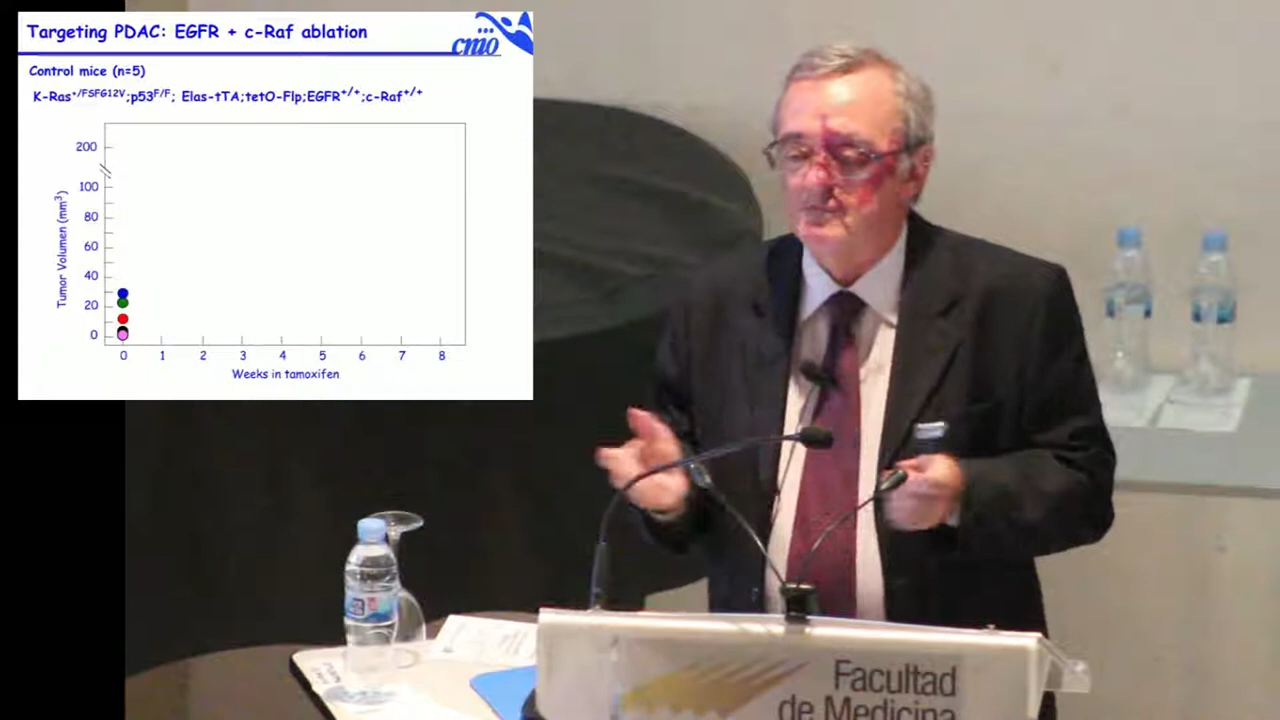 Targeting PDAC: EGFR + c-Raf ablation
cnio
Control mice (n=5)
K-Ras+/FSFG12V;p53F/F; Elas-tTA;tetO-Flp;EGFR+/+;c-Raf+/+
200
100
80
60
40
20
0
Tumor Volumen (mm3)
0 1 2 3 4 5 6 7 8
Weeks in tamoxifen
Facultad
de Medicina